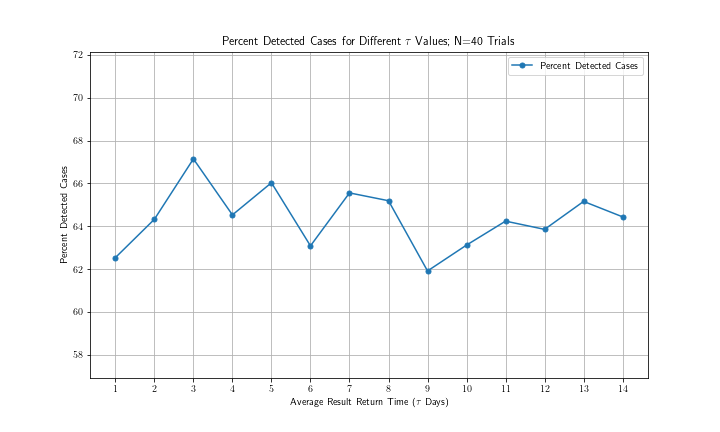 Percent Detected Cases for Different τ Values; N=40 Trials
Percent Detected Cases
72
70
68
66
64
62
60
58
Percent Detected Cases
1 2 3 4 5 6 7 8 9 10 11 12 13 14
Average Result Return Time (τ Days)